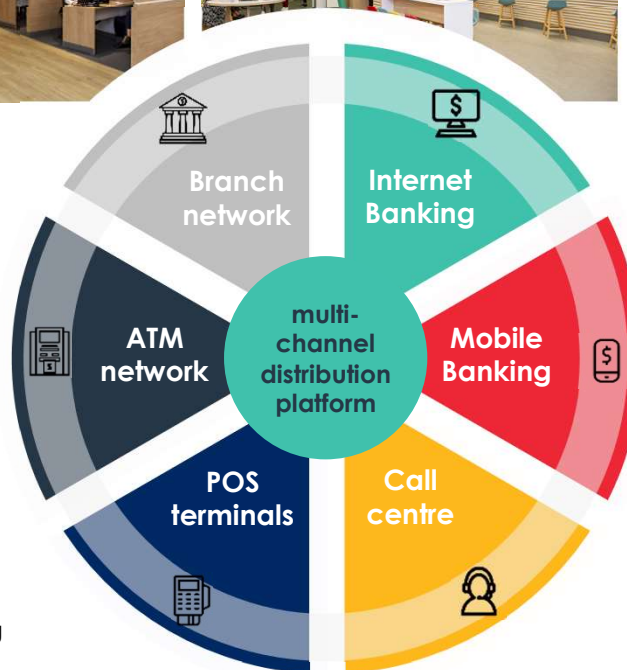 Branch
network
Internet
Banking
ATM
network
multi-
channel
distribution
platform
Mobile
Banking
POS
terminals
Call
centre